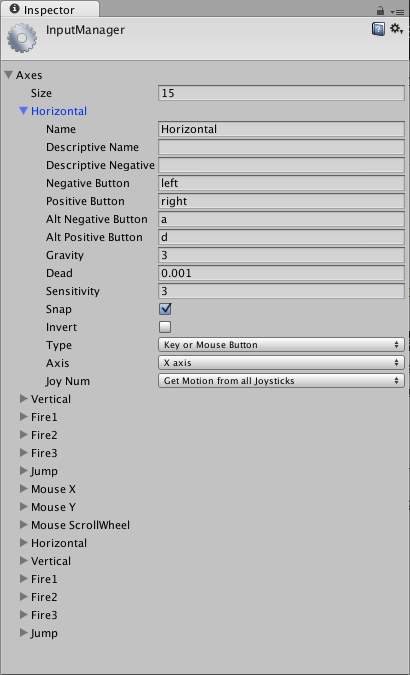 Inspector
InputManager
Axes
Size 15
Horizontal
Name Horizontal
Descriptive Name
Descriptive Negative
Negative Button left
Positive Button right
Alt Negative Button a
Alt Positive Button d
Gravity 3
Dead 0.001
Sensitivity 3
Snap
Invert
Type Key or Mouse Button
Axis X axis
Joy Num Get Motion from all Joysticks
Vertical
Fire1
Fire2
Fire3
Jump
Mouse X
Mouse Y
Mouse ScrollWheel
Horizontal
Vertical
Fire1
Fire2
Fire3
Jump